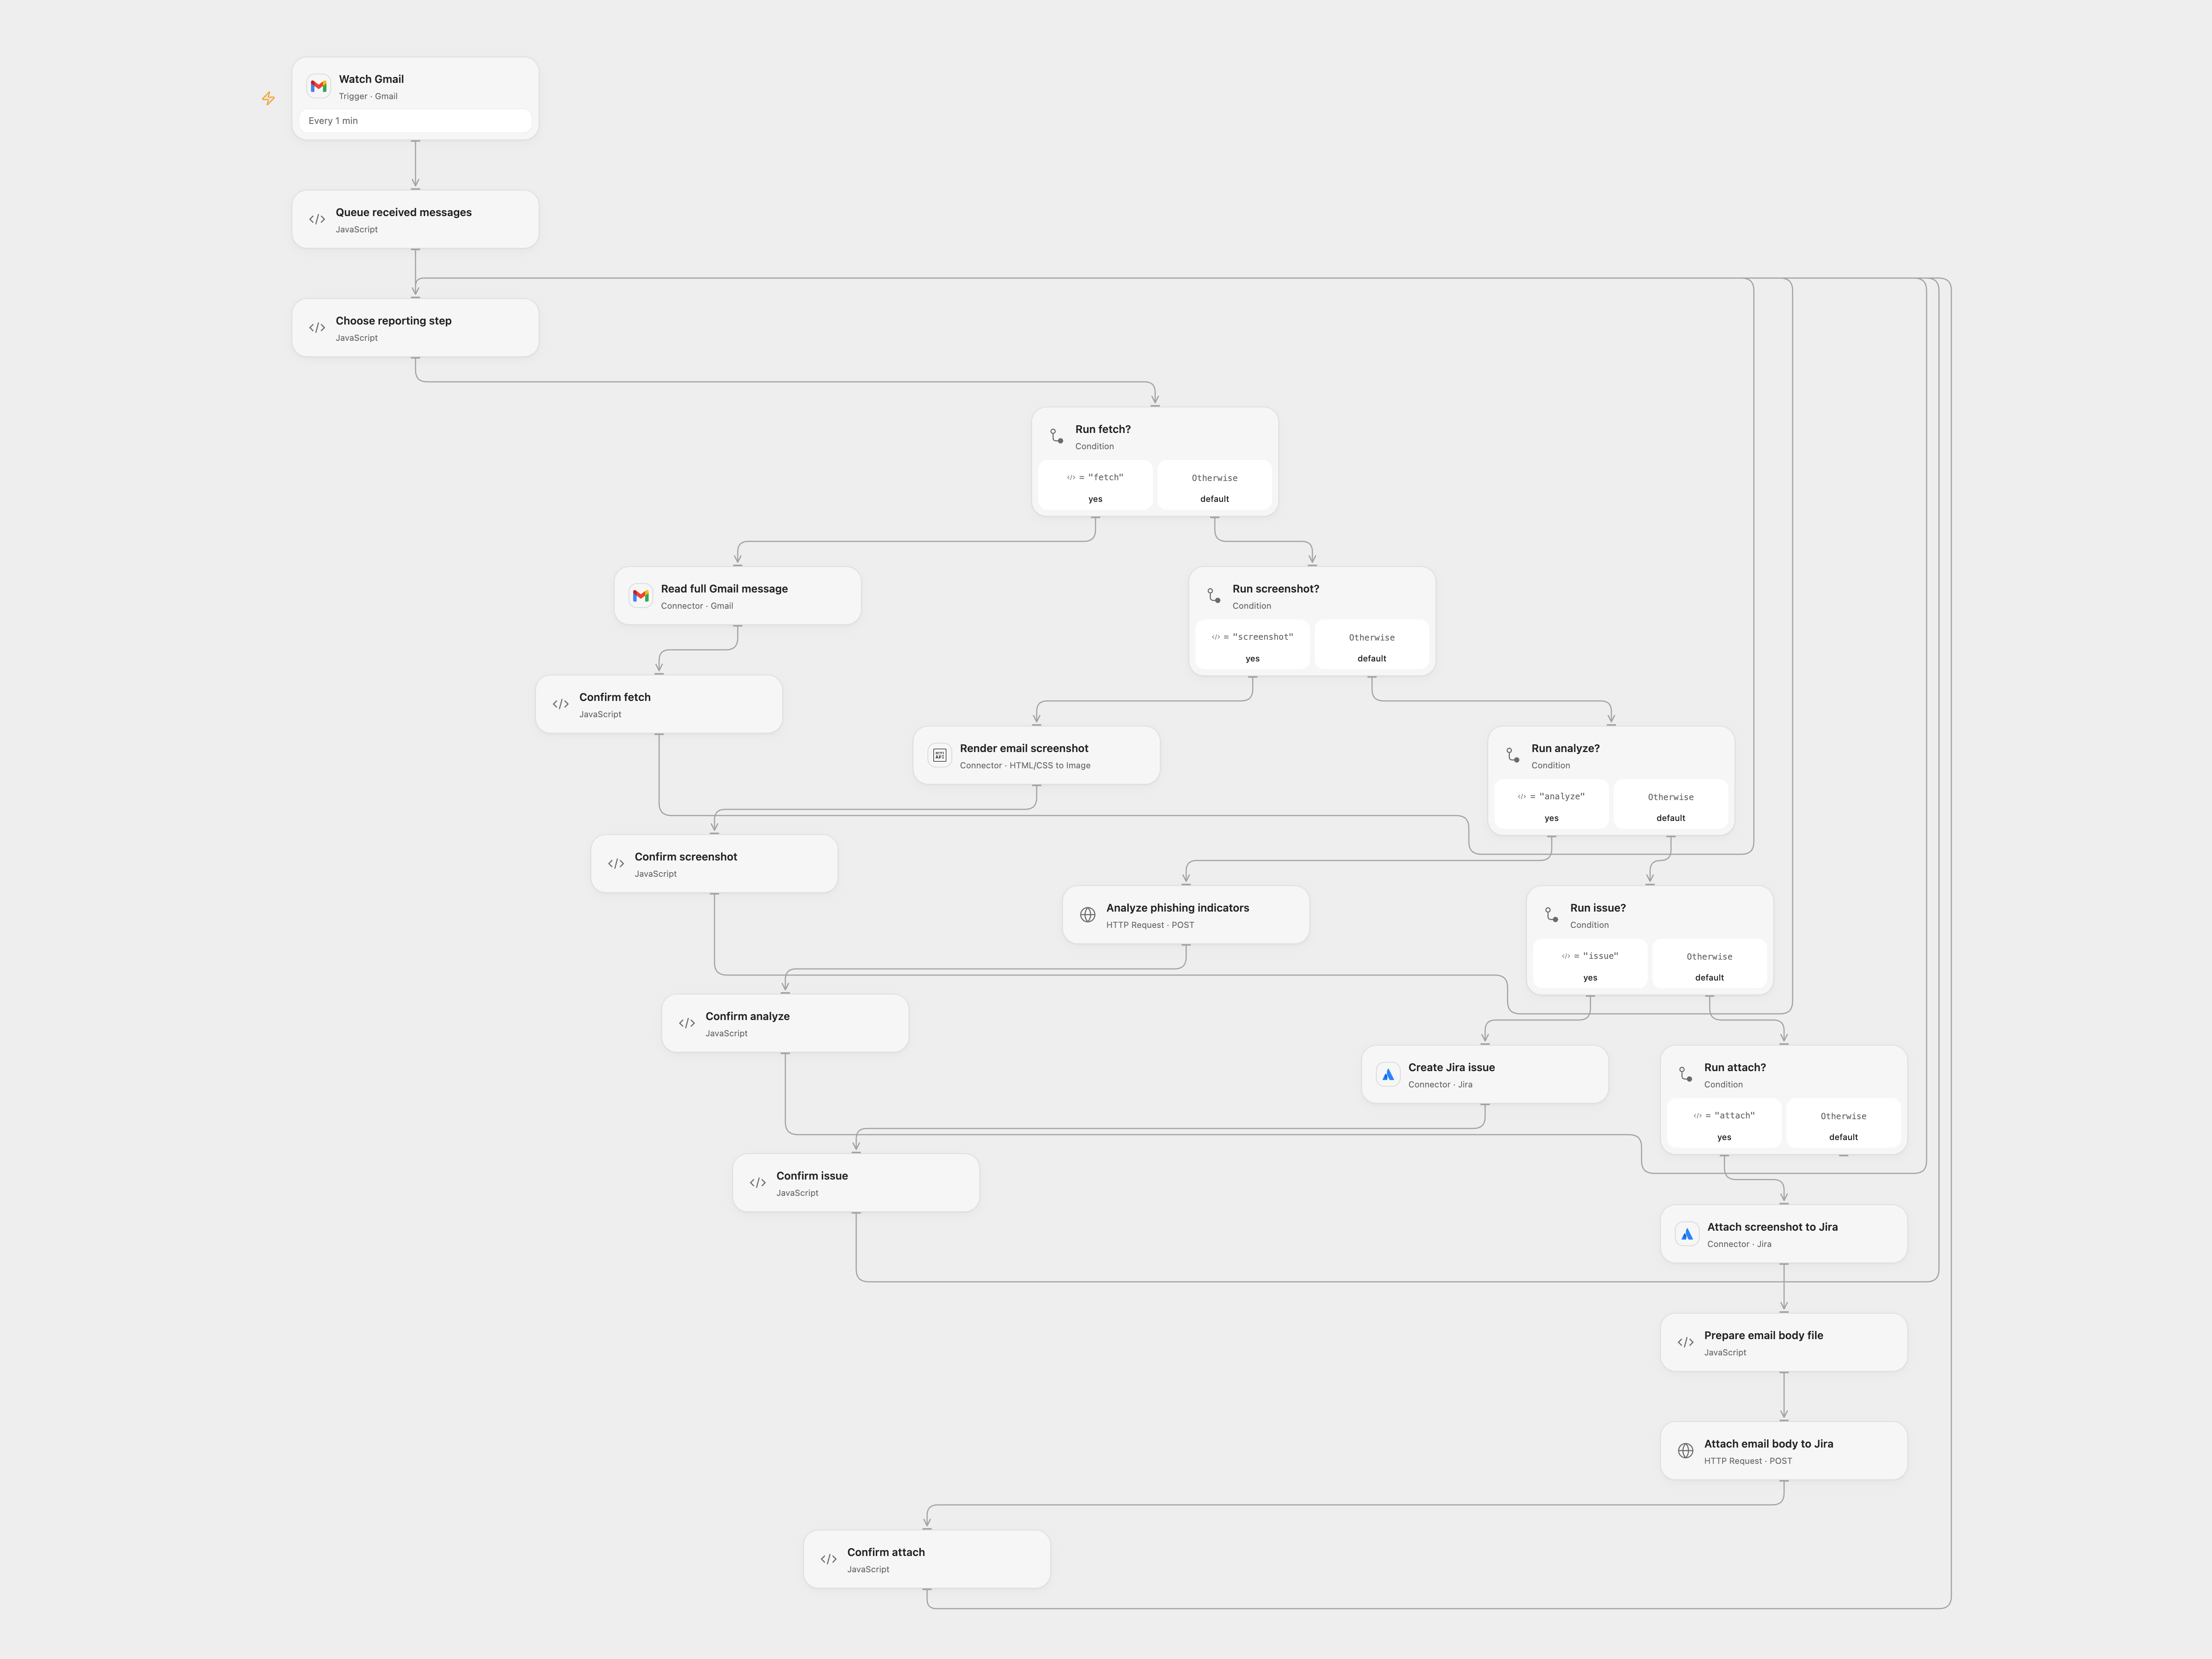 Watch Gmail
Trigger · Gmail
Every 1 min
Queue received messages
JavaScript
Choose reporting step
JavaScript
Run fetch?
Condition
</> = "fetch"
yes
Otherwise
default
Read full Gmail message
Connector · Gmail
Run screenshot?
Condition
</> = "screenshot"
yes
Otherwise
default
Confirm fetch
JavaScript
Render email screenshot
Connector · HTML/CSS to Image
Run analyze?
Condition
</> = "analyze"
yes
Otherwise
default
Confirm screenshot
JavaScript
Analyze phishing indicators
HTTP Request · POST
Run issue?
Condition
</> = "issue"
yes
Otherwise
default
Confirm analyze
JavaScript
Create Jira issue
Connector · Jira
Run attach?
Condition
</> = "attach"
yes
Otherwise
default
Confirm issue
JavaScript
Attach screenshot to Jira
Connector · Jira
Prepare email body file
JavaScript
Attach email body to Jira
HTTP Request · POST
Confirm attach
JavaScript